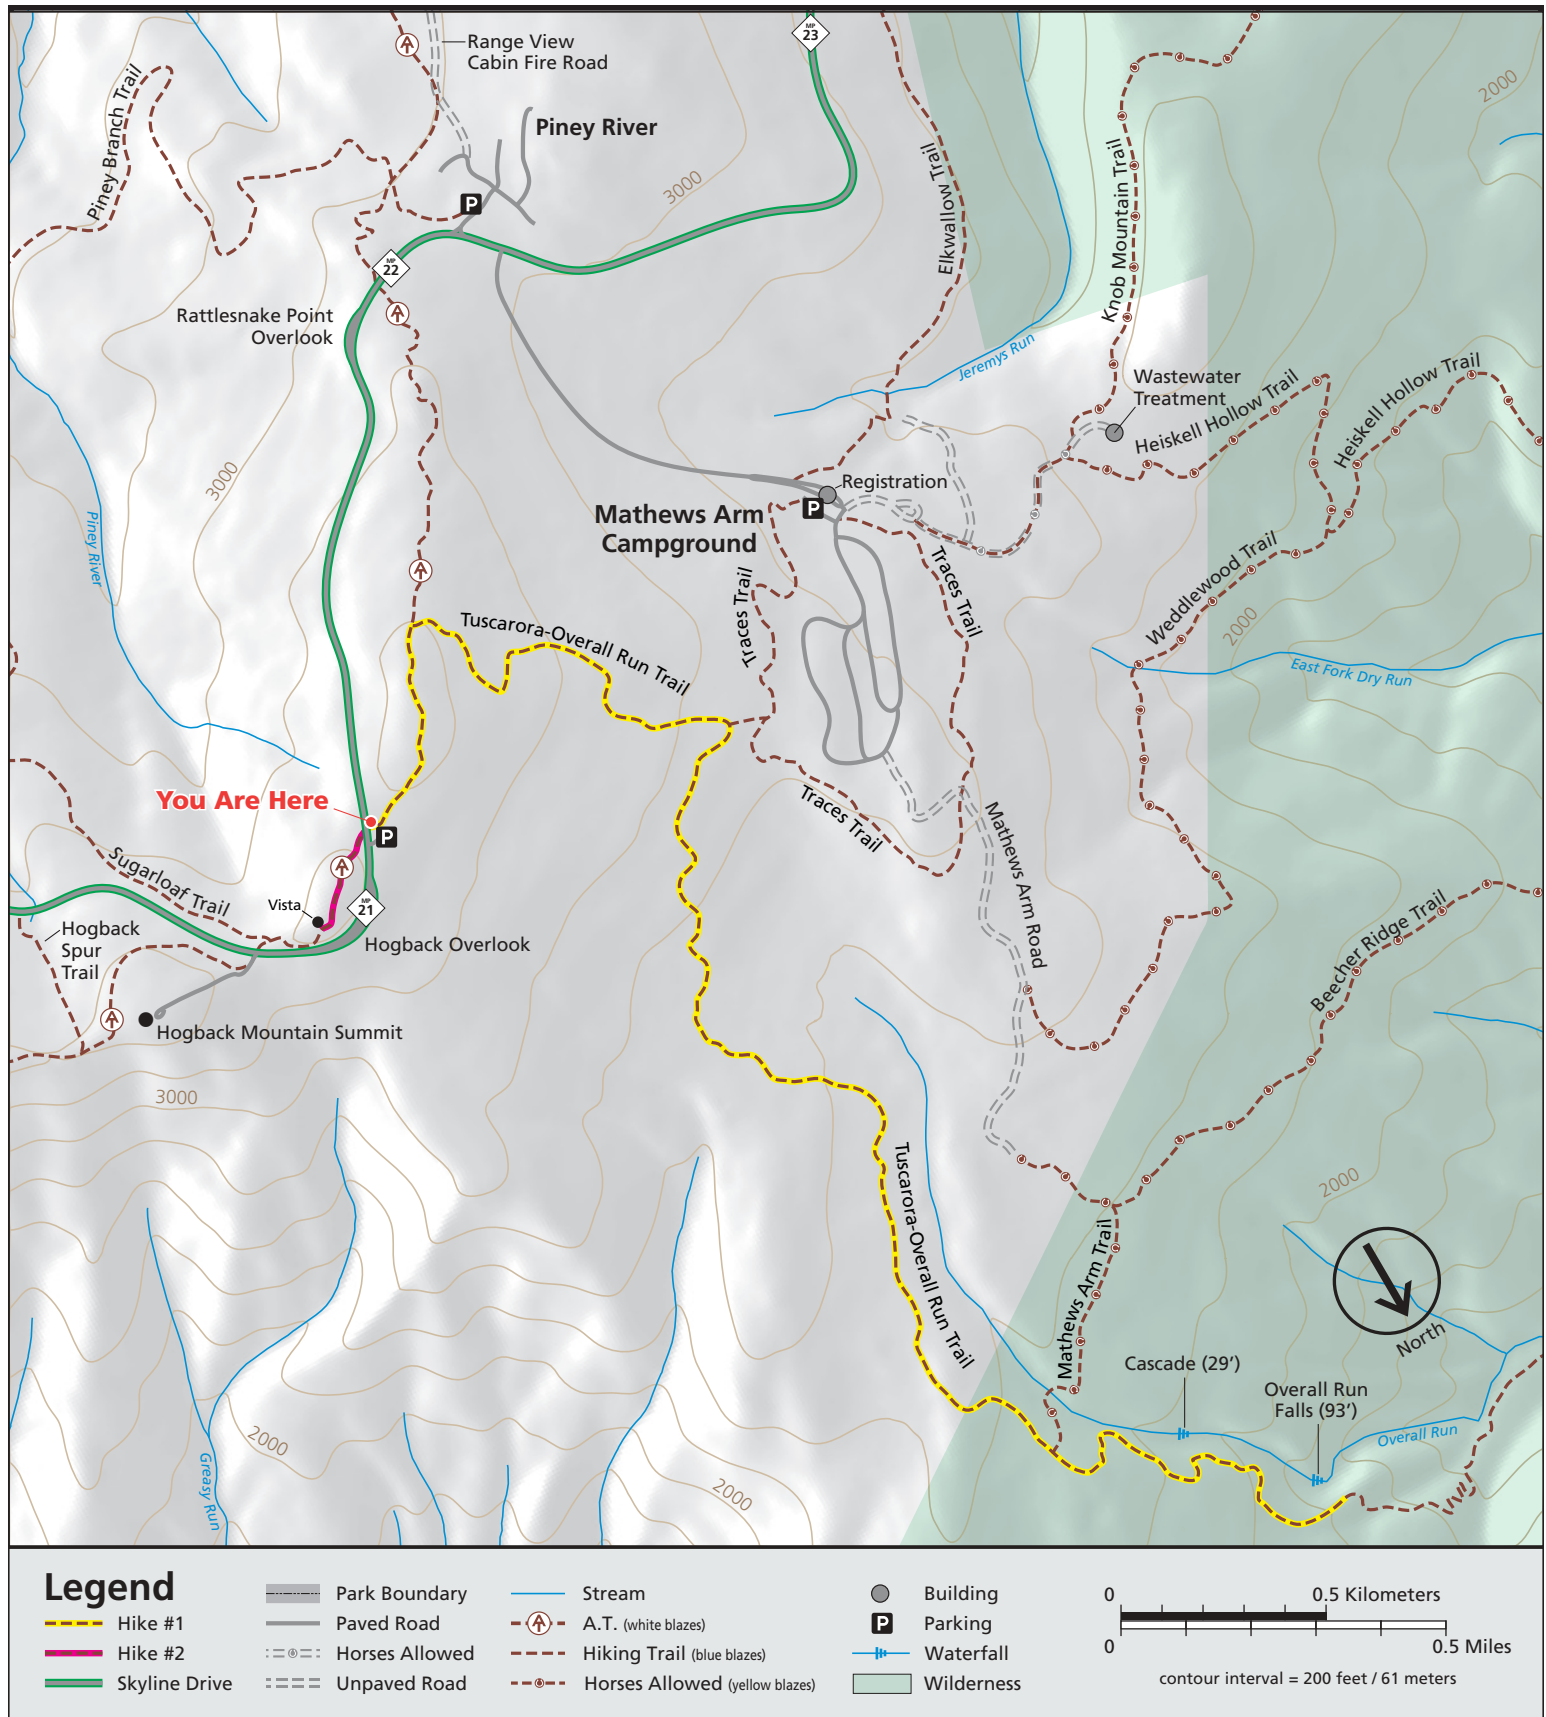 MP
23
Range View
Cabin Fire Road
Piney Branch Trail
Piney River
P
3000
2000
Elkwallow Trail
Knob Mountain Trail
MP
22
Rattlesnake Point
Overlook
Jeremys Run
Wastewater
Treatment
Heiskell Hollow Trail
Heiskell Hollow Trail
3000
Piney River
Registration
P
Mathews Arm
Campground
Traces Trail
Traces Trail
Weddlewood Trail
2000
East Fork Dry Run
Tuscarora-Overall Run Trail
You Are Here
P
Traces Trail
Mathews Arm Road
Sugarloaf Trail
Vista
MP
21
Hogback Overlook
Hogback
Spur
Trail
Hogback Mountain Summit
Beecher Ridge Trail
3000
2000
Tuscarora-Overall Run Trail
Mathews Arm Trail
North
Cascade (29’)
Overall Run
Falls (93’)
Overall Run
2000
Greasy Run
2000
Legend
Hike #1
Hike #2
Skyline Drive
Park Boundary
Paved Road
Horses Allowed
Unpaved Road
Stream
A.T. (white blazes)
Hiking Trail (blue blazes)
Horses Allowed (yellow blazes)
Building
P Parking
Waterfall
Wilderness
0 0.5 Kilometers
0 0.5 Miles
contour interval = 200 feet / 61 meters